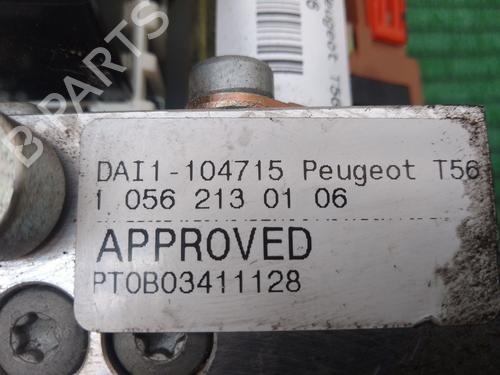 B PARTS
DAI1-104715 Peugeot T56
1 056 213 01 06
APPROVED
PT0B03411128